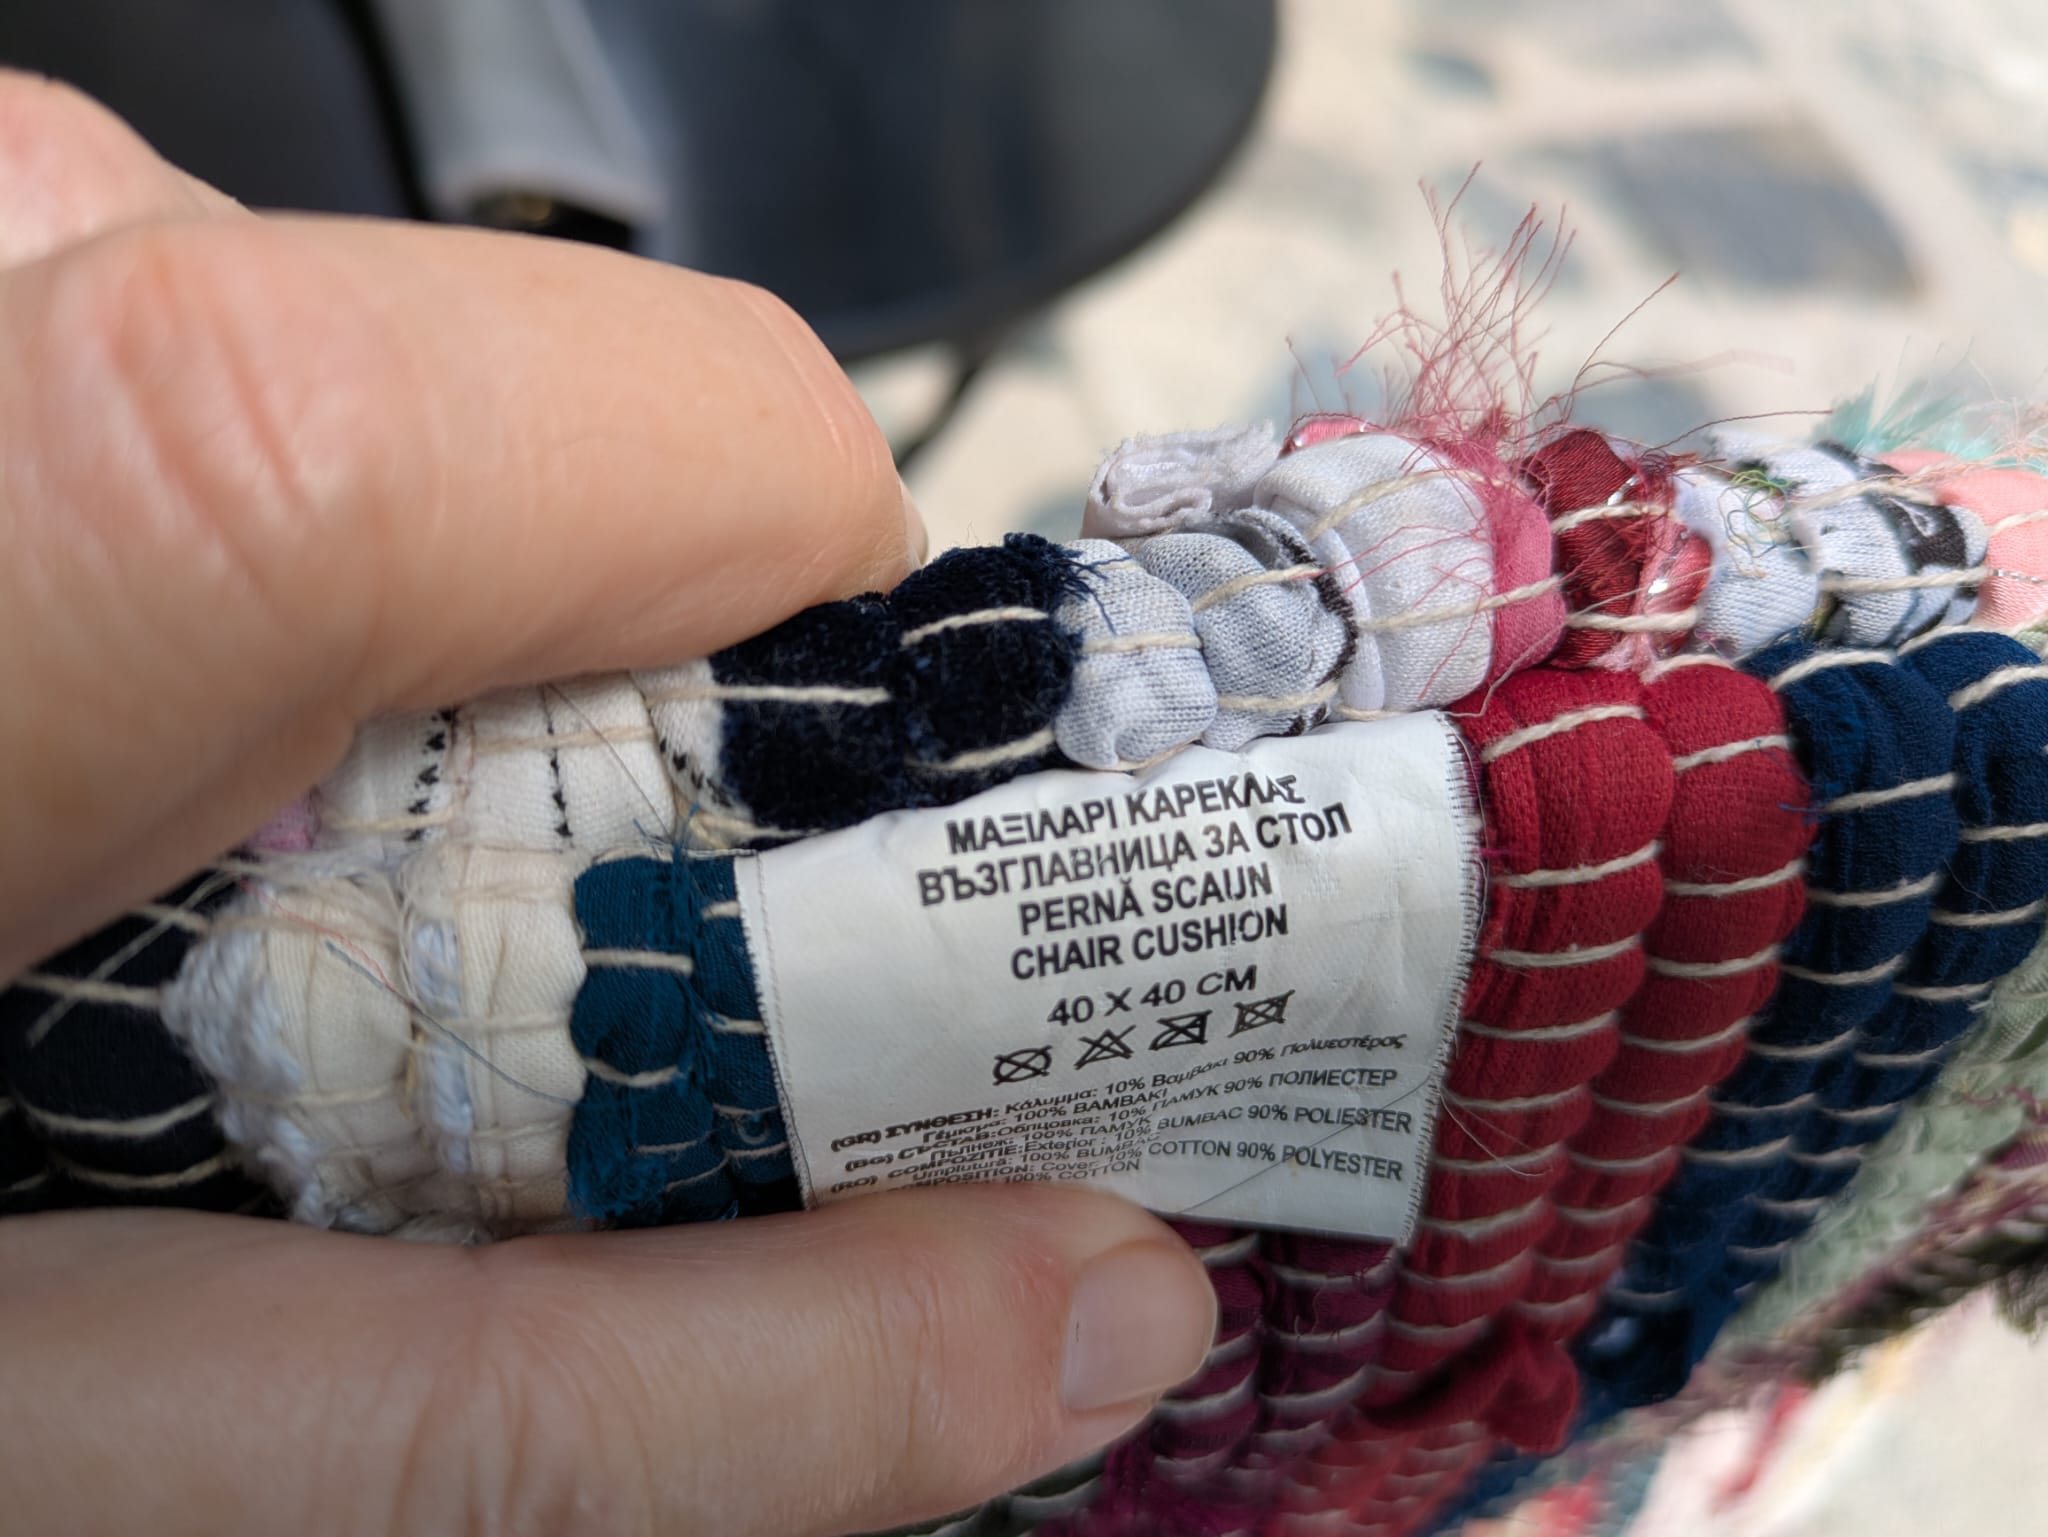 ΜΑΞΙΛΑΡΙ ΚΑΡΕΚΛΑΣ
ВЪЗГЛАВНИЦА ЗА СТОЛ
PERNĂ SCAUN
CHAIR CUSHION
40 X 40 CM
(GR) ΣΥΝΘΕΣΗ: Κάλυμμα: 10% Βαμβάκι 90% Πολυεστέρας
Γέμισμα: 100% ΒΑΜΒΑΚΙ
(BG) СЪСТАВ: Облицовка: 10% ПАМУК 90% ПОЛИЕСТЕР
Пълнеж: 100% ПАМУК
(RO) COMPOZITIE: Exterior : 10% BUMBAC 90% POLIESTER
Umplutura: 100% BUMBAC
COMPOSITION: Cover: 10% COTTON 90% POLYESTER
100% COTTON